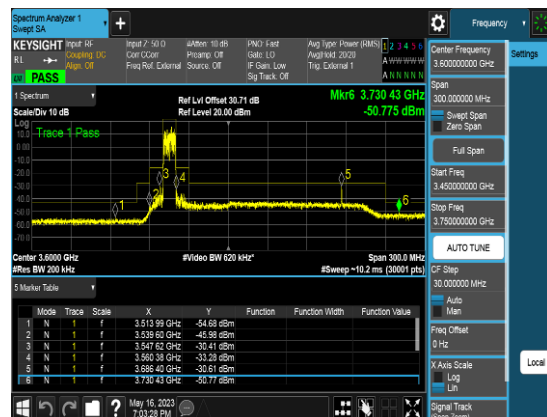 Spectrum Analyzer 1
Swept SA
+
Frequency
KEYSIGHT Input: RF
RL
Coupling: DC
Align: Off
LV PASS
Input Z: 50 Ω
Corr CCorr
Freq Ref: External
#Atten: 10 dB
Preamp: Off
Source: Off
PNO: Fast
Gate: LO
IF Gain: Low
Sig Track: Off
Avg Type: Power (RMS)
Avg|Hold: 20/20
Trig: External 1
1 2 3 4 5 6
A W W W W W
A N N N N N
1 Spectrum
Scale/Div 10 dB
Ref Lvl Offset 30.71 dB
Ref Level 20.00 dBm
Mkr6 3.730 43 GHz
-50.775 dBm
Log
Trace 1 Pass
10.0
0.00
-10.0
-20.0
-30.0
-40.0
-50.0
-60.0
-70.0
1
2
3
4
5
6
Center 3.6000 GHz
#Res BW 200 kHz
#Video BW 620 kHz*
Span 300.0 MHz
#Sweep ~10.2 ms (30001 pts)
5 Marker Table
Mode Trace Scale X Y Function Function Width Function Value
1 N 1 f 3.513 99 GHz -54.68 dBm
2 N 1 f 3.539 60 GHz -45.98 dBm
3 N 1 f 3.547 62 GHz -30.41 dBm
4 N 1 f 3.560 38 GHz -33.28 dBm
5 N 1 f 3.686 40 GHz -30.61 dBm
6 N 1 f 3.730 43 GHz -50.77 dBm
May 16, 2023
7:03:28 PM
?
Center Frequency
3.600000000 GHz
Span
300.000000 MHz
Swept Span
Zero Span
Full Span
Start Freq
3.450000000 GHz
Stop Freq
3.750000000 GHz
AUTO TUNE
CF Step
30.000000 MHz
Auto
Man
Freq Offset
0 Hz
X Axis Scale
Log
Lin
Signal Track
Settings
Local